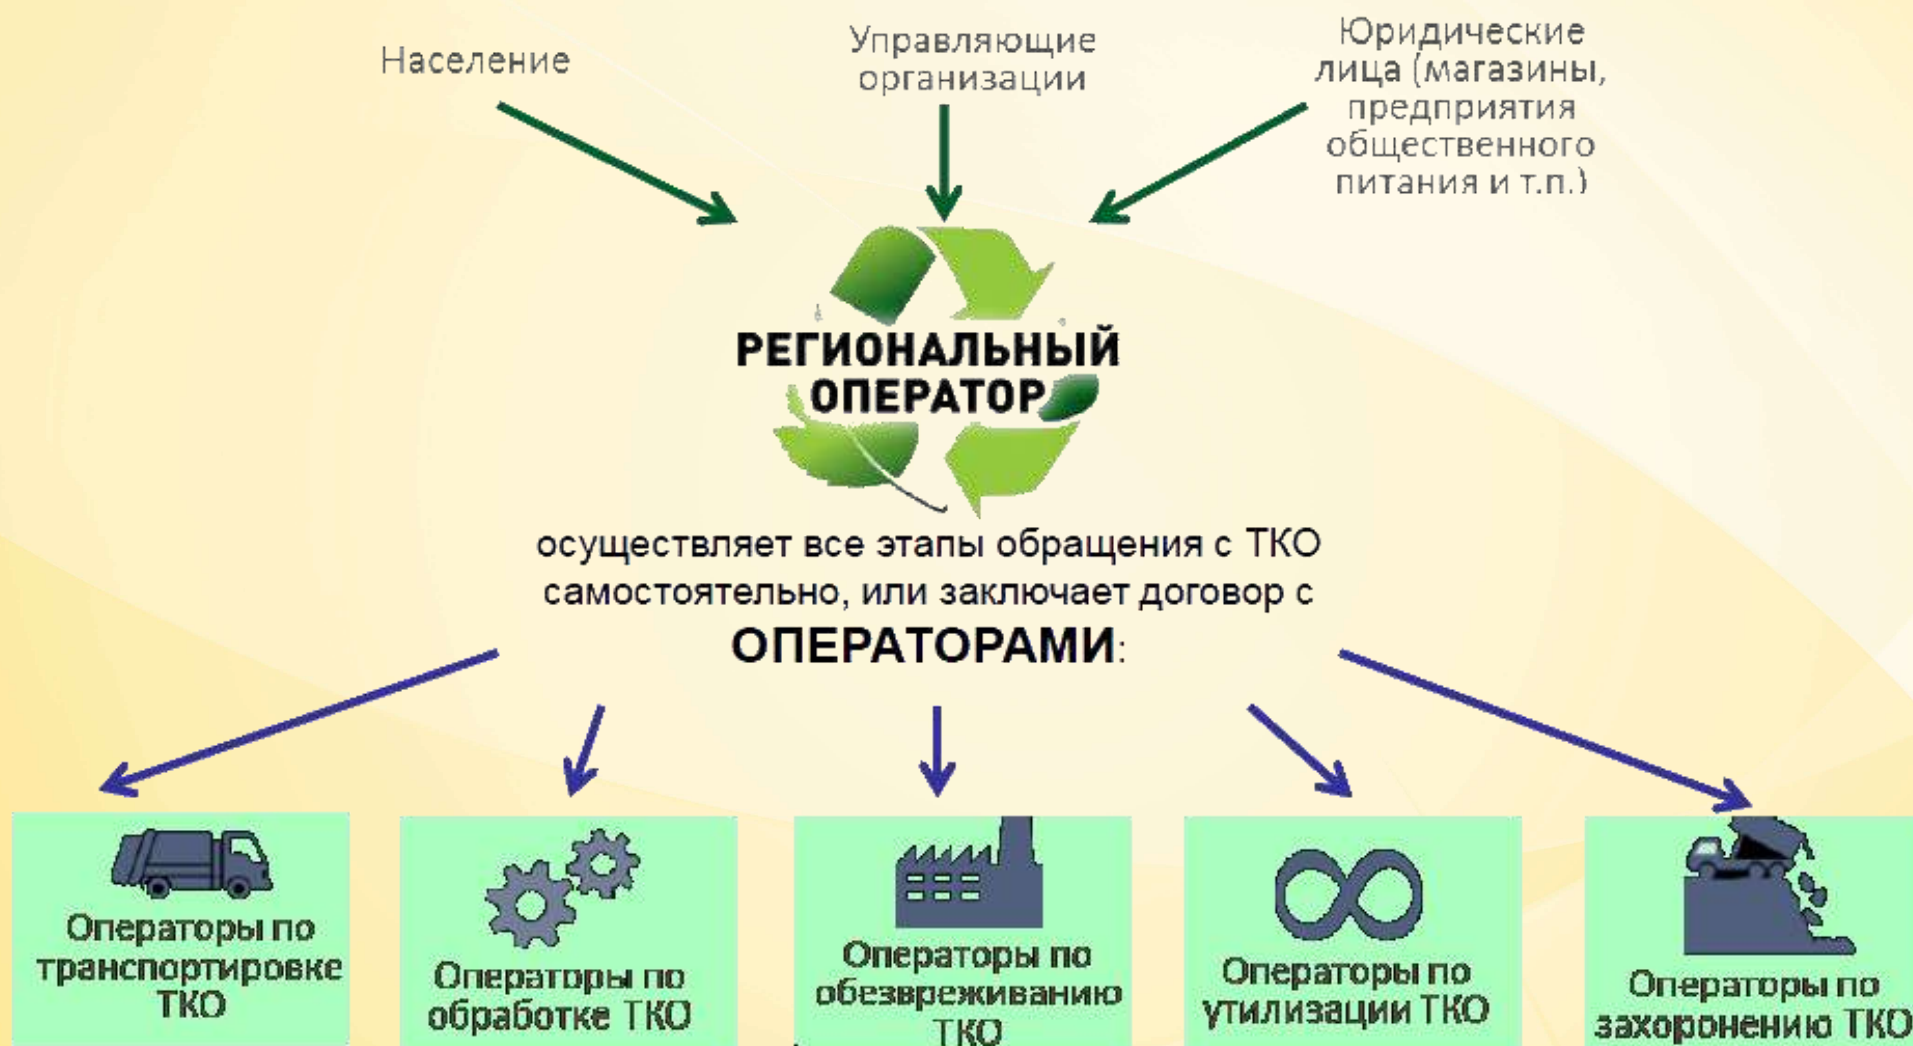 Население
Управляющие
организации
Юридические
лица (магазины,
предприятия
общественного
питания и т.п.)
РЕГИОНАЛЬНЫЙ
ОПЕРАТОР
осуществляет все этапы обращения с ТКО
самостоятельно, или заключает договор с
ОПЕРАТОРАМИ:
Операторы по
транспортировке
ТКО
Операторы по
обработке ТКО
Операторы по
обезвреживанию
ТКО
Операторы по
утилизации ТКО
Операторы по
захоронению ТКО